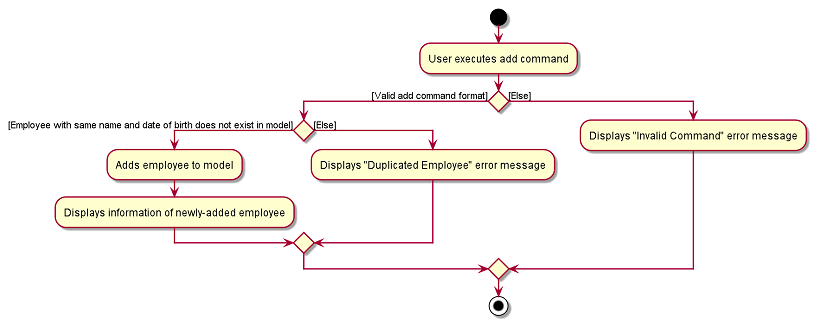 User executes add command
[Valid add command format]
[Else]
[Employee with same name and date of birth does not exist in model]
[Else]
Displays "Invalid Command" error message
Adds employee to model
Displays "Duplicated Employee" error message
Displays information of newly-added employee